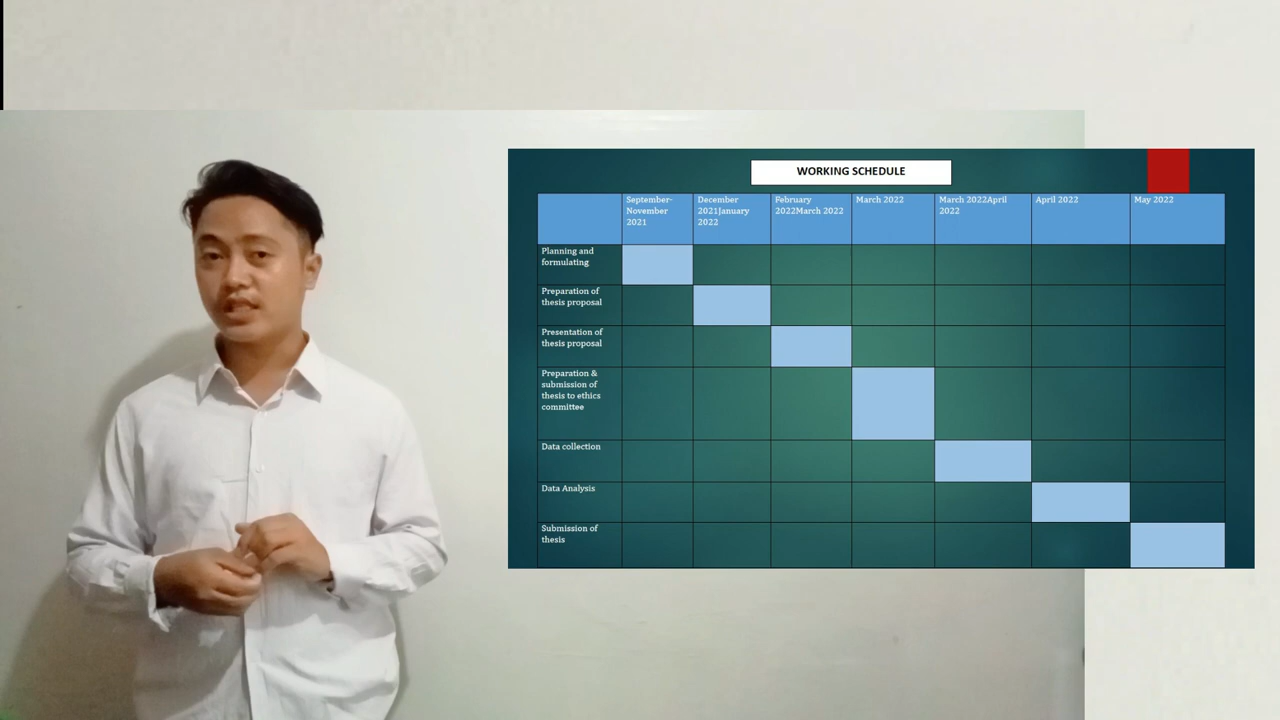 WORKING SCHEDULE
September-
November
2021
December
2021January
2022
February
2022March 2022
March 2022
March 2022April
2022
April 2022
May 2022
Planning and
formulating
Preparation of
thesis proposal
Presentation of
thesis proposal
Preparation &
submission of
thesis to ethics
committee
Data collection
Data Analysis
Submission of
thesis